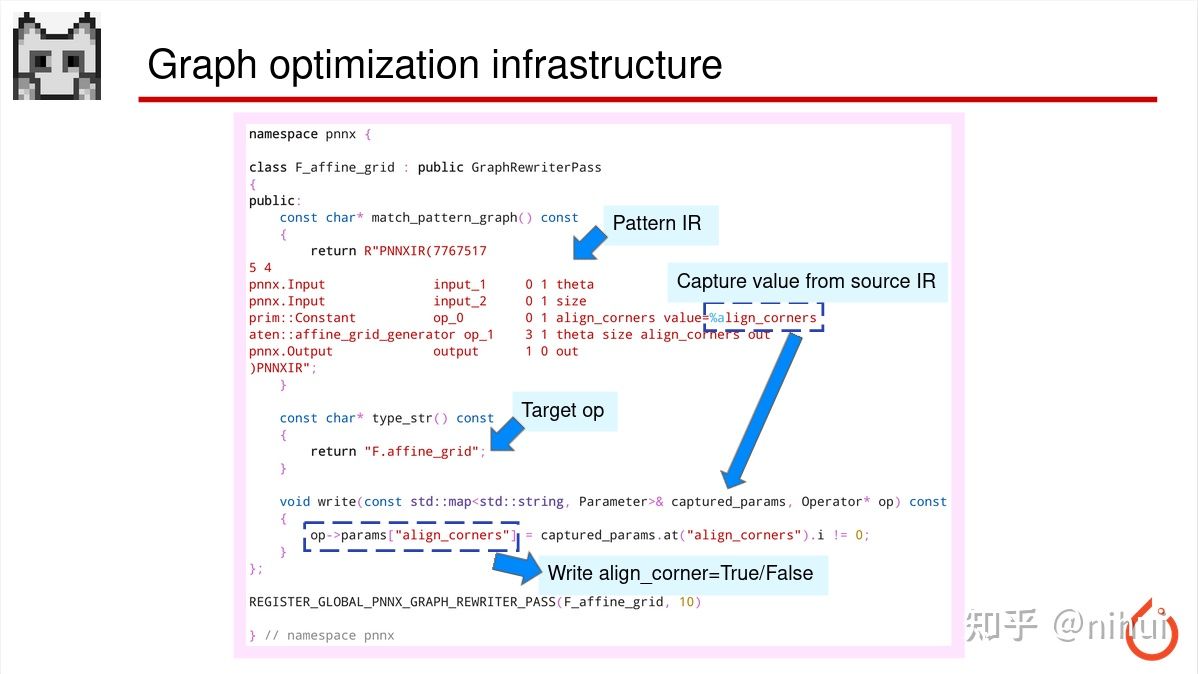 Graph optimization infrastructure
namespace pnnx {
class F_affine_grid : public GraphRewriterPass
{
public:
    const char* match_pattern_graph() const
Pattern IR
    {
        return R"PNNXIR(7767517
5 4
Capture value from source IR
pnnx.Input              input_1     0 1 theta
pnnx.Input              input_2     0 1 size
prim::Constant          op_0        0 1 align_corners value=%align_corners
aten::affine_grid_generator op_1    3 1 theta size align_corners out
pnnx.Output             output      1 0 out
)PNNXIR";
    }
    const char* type_str() const
Target op
    {
        return "F.affine_grid";
    }
    void write(const std::map<std::string, Parameter>& captured_params, Operator* op) const
    {
        op->params["align_corners"] = captured_params.at("align_corners").i != 0;
    }
};
Write align_corner=True/False
REGISTER_GLOBAL_PNNX_GRAPH_REWRITER_PASS(F_affine_grid, 10)
} // namespace pnnx
知乎 @nihui